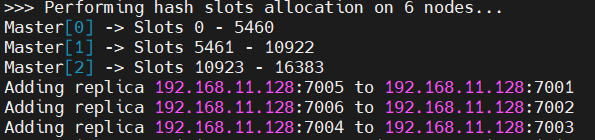 >>> Performing hash slots allocation on 6 nodes...
Master[0] -> Slots 0 - 5460
Master[1] -> Slots 5461 - 10922
Master[2] -> Slots 10923 - 16383
Adding replica 192.168.11.128:7005 to 192.168.11.128:7001
Adding replica 192.168.11.128:7006 to 192.168.11.128:7002
Adding replica 192.168.11.128:7004 to 192.168.11.128:7003